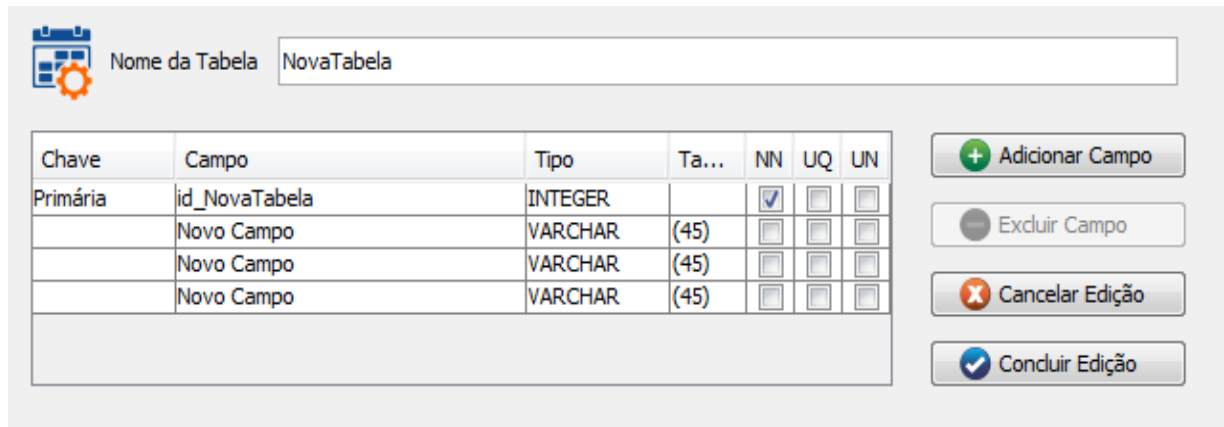 Nome da Tabela NovaTabela
Chave Campo Tipo Ta... NN UQ UN
Primária id_NovaTabela INTEGER
Novo Campo VARCHAR (45)
Novo Campo VARCHAR (45)
Novo Campo VARCHAR (45)
Adicionar Campo
Excluir Campo
Cancelar Edição
Concluir Edição